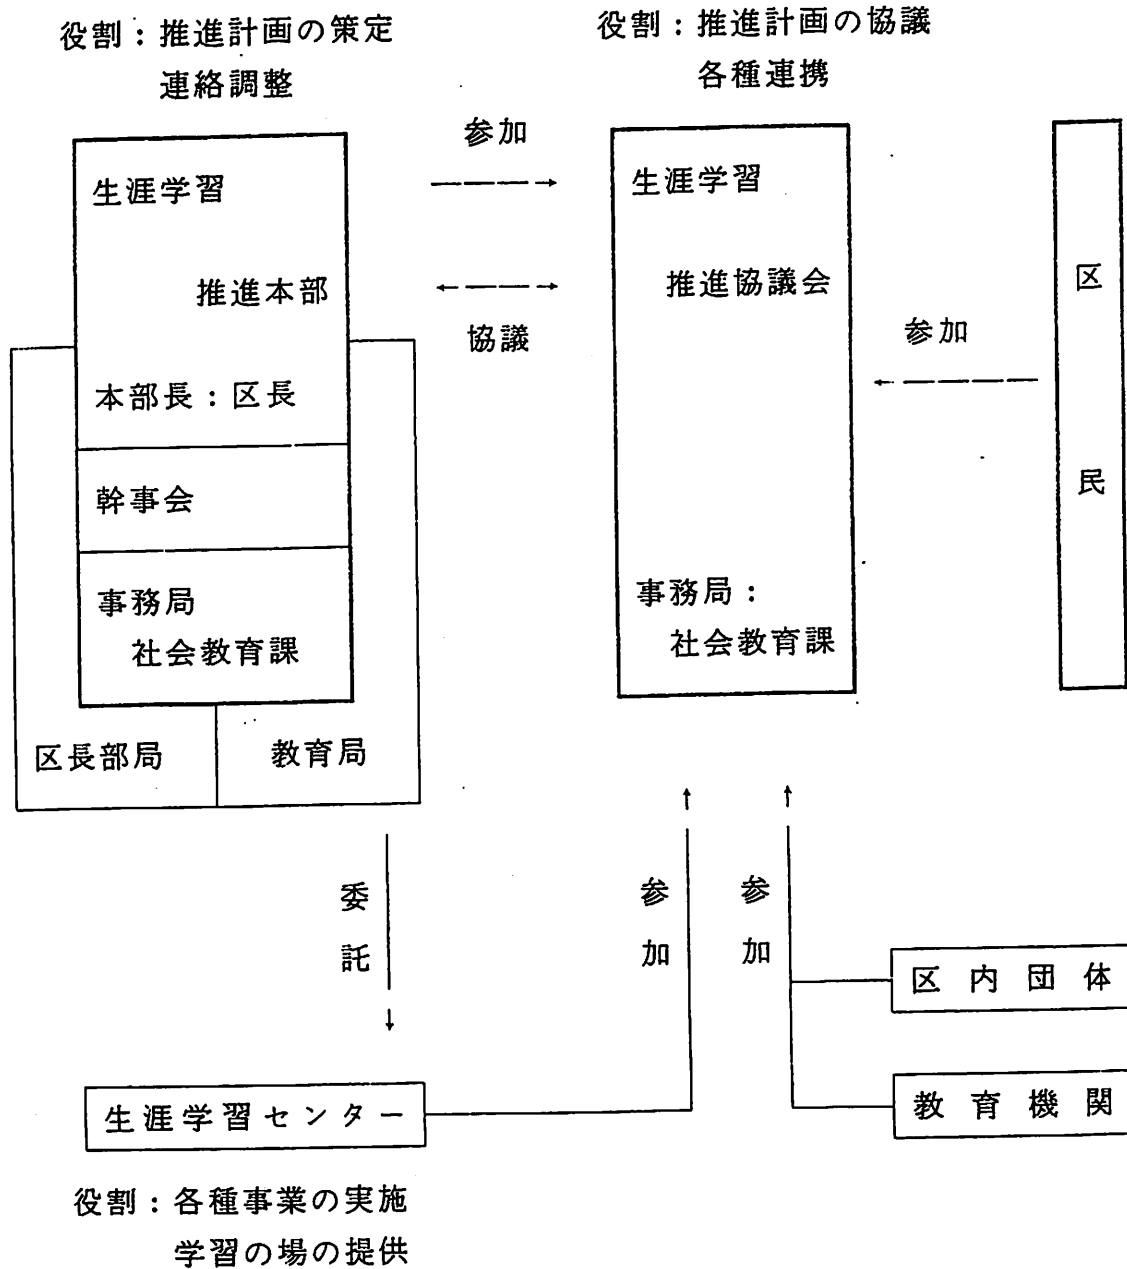 役割：推進計画の策定
連絡調整
役割：推進計画の協議
各種連携
生涯学習
推進本部
本部長：区長
幹事会
事務局
社会教育課
区長部局
教育局
参加
協議
生涯学習
推進協議会
事務局：
社会教育課
参加
区民
委託
参加
参加
区内団体
教育機関
生涯学習センター
役割：各種事業の実施
学習の場の提供